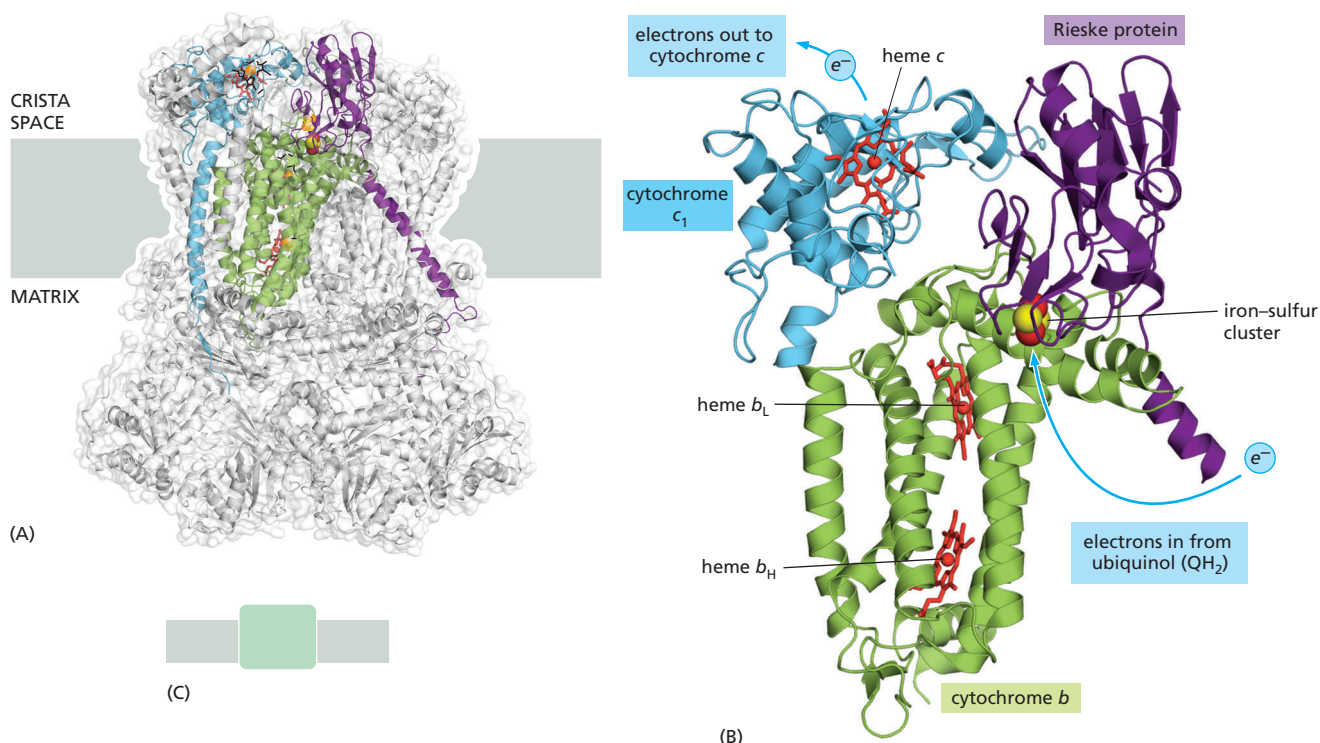 CRISTA
SPACE
MATRIX
(A)
(C)
electrons out to
cytochrome c
e–
heme c
Rieske protein
cytochrome
c1
iron–sulfur
cluster
heme bL
e–
heme bH
electrons in from
ubiquinol (QH2)
cytochrome b
(B)